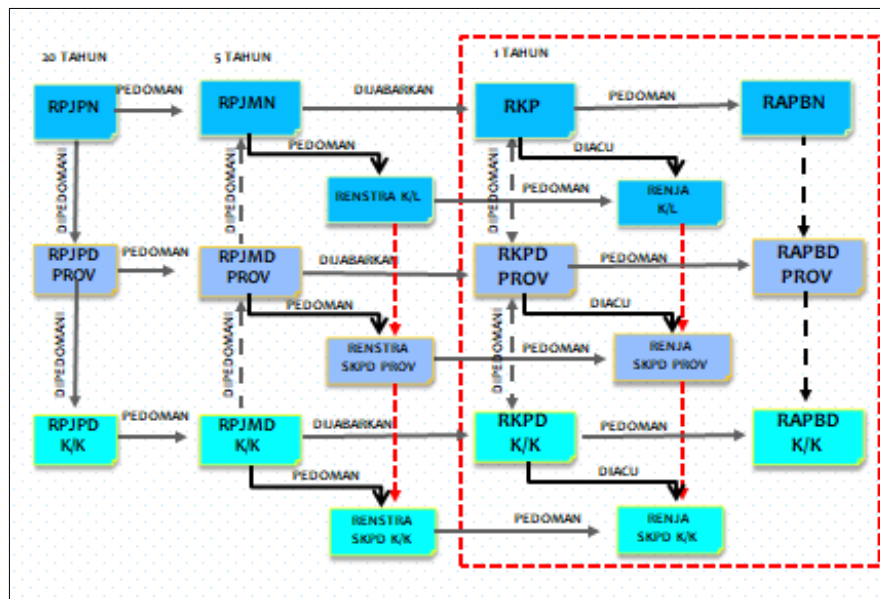 20 TAHUN
5 TAHUN
1 TAHUN
RPJPN
PEDOMAN
RPJMN
DIJABARKAN
RKP
PEDOMAN
RAPBN
DIPEDOMANI
DIPEDOMANI
PEDOMAN
RENSTRA K/L
PEDOMAN
DIACU
RENJA
K/L
RPJPD
PROV
PEDOMAN
RPJMD
PROV
DIJABARKAN
RKPD
PROV
PEDOMAN
RAPBD
PROV
DIPEDOMANI
DIPEDOMANI
DIPEDOMANI
PEDOMAN
RENSTRA
SKPD PROV
PEDOMAN
DIPEDOMANI
DIACU
RENJA
SKPD PROV
RPJPD
K/K
PEDOMAN
RPJMD
K/K
DIJABARKAN
RKPD
K/K
PEDOMAN
RAPBD
K/K
PEDOMAN
RENSTRA
SKPD K/K
PEDOMAN
DIACU
RENJA
SKPD K/K